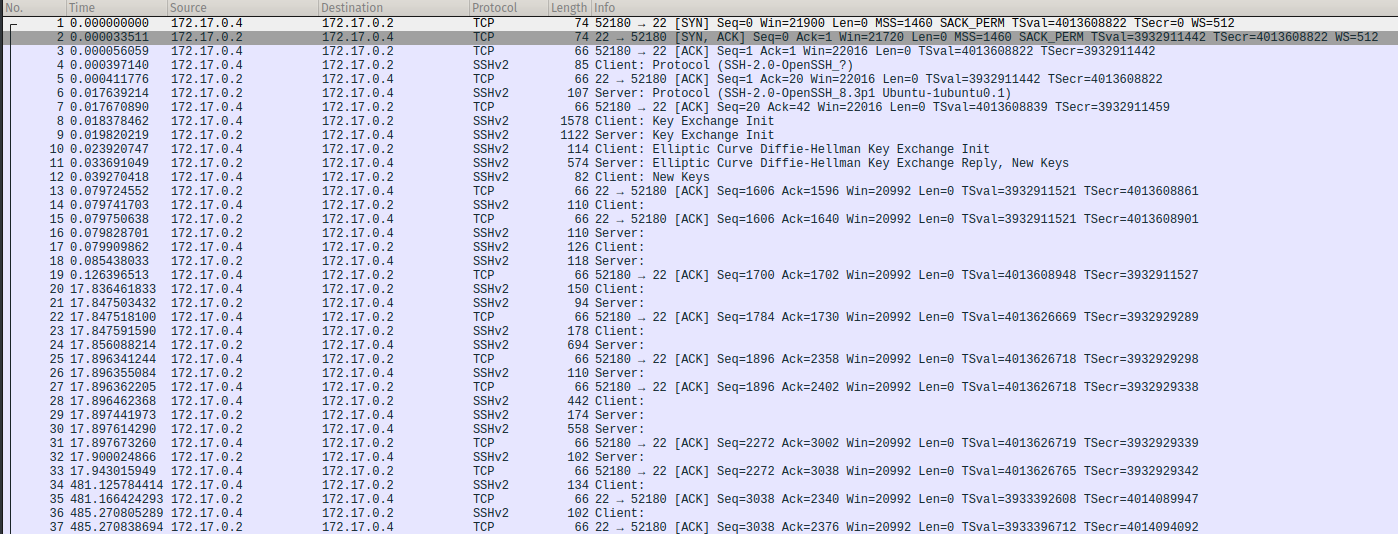 No. Time Source Destination Protocol Length Info
1 0.000000000 172.17.0.4 172.17.0.2 TCP 74 52180 → 22 [SYN] Seq=0 Win=21900 Len=0 MSS=1460 SACK_PERM TSval=4013608822 TSecr=0 WS=512
2 0.000033511 172.17.0.2 172.17.0.4 TCP 74 22 → 52180 [SYN, ACK] Seq=0 Ack=1 Win=21720 Len=0 MSS=1460 SACK_PERM TSval=3932911442 TSecr=4013608822 WS=512
3 0.000056059 172.17.0.4 172.17.0.2 TCP 66 52180 → 22 [ACK] Seq=1 Ack=1 Win=22016 Len=0 TSval=4013608822 TSecr=3932911442
4 0.000397140 172.17.0.4 172.17.0.2 SSHv2 85 Client: Protocol (SSH-2.0-OpenSSH_?)
5 0.000411776 172.17.0.2 172.17.0.4 TCP 66 22 → 52180 [ACK] Seq=1 Ack=20 Win=22016 Len=0 TSval=3932911442 TSecr=4013608822
6 0.017639214 172.17.0.2 172.17.0.4 SSHv2 107 Server: Protocol (SSH-2.0-OpenSSH_8.3p1 Ubuntu-1ubuntu0.1)
7 0.017670890 172.17.0.4 172.17.0.2 TCP 66 52180 → 22 [ACK] Seq=20 Ack=42 Win=22016 Len=0 TSval=4013608839 TSecr=3932911459
8 0.018378462 172.17.0.4 172.17.0.2 SSHv2 1578 Client: Key Exchange Init
9 0.019820219 172.17.0.2 172.17.0.4 SSHv2 1122 Server: Key Exchange Init
10 0.023920747 172.17.0.4 172.17.0.2 SSHv2 114 Client: Elliptic Curve Diffie-Hellman Key Exchange Init
11 0.033691049 172.17.0.2 172.17.0.4 SSHv2 574 Server: Elliptic Curve Diffie-Hellman Key Exchange Reply, New Keys
12 0.039270418 172.17.0.4 172.17.0.2 SSHv2 82 Client: New Keys
13 0.079724552 172.17.0.2 172.17.0.4 TCP 66 22 → 52180 [ACK] Seq=1606 Ack=1596 Win=20992 Len=0 TSval=3932911521 TSecr=4013608861
14 0.079741703 172.17.0.4 172.17.0.2 SSHv2 110 Client:
15 0.079750638 172.17.0.2 172.17.0.4 TCP 66 22 → 52180 [ACK] Seq=1606 Ack=1640 Win=20992 Len=0 TSval=3932911521 TSecr=4013608901
16 0.079828701 172.17.0.2 172.17.0.4 SSHv2 110 Server:
17 0.079909862 172.17.0.4 172.17.0.2 SSHv2 126 Client:
18 0.085438033 172.17.0.2 172.17.0.4 SSHv2 118 Server:
19 0.126396513 172.17.0.4 172.17.0.2 TCP 66 52180 → 22 [ACK] Seq=1700 Ack=1702 Win=20992 Len=0 TSval=4013608948 TSecr=3932911527
20 17.836461833 172.17.0.4 172.17.0.2 SSHv2 150 Client:
21 17.847503432 172.17.0.2 172.17.0.4 SSHv2 94 Server:
22 17.847518100 172.17.0.4 172.17.0.2 TCP 66 52180 → 22 [ACK] Seq=1784 Ack=1730 Win=20992 Len=0 TSval=4013626669 TSecr=3932929289
23 17.847591590 172.17.0.4 172.17.0.2 SSHv2 178 Client:
24 17.856088214 172.17.0.2 172.17.0.4 SSHv2 694 Server:
25 17.896341244 172.17.0.4 172.17.0.2 TCP 66 52180 → 22 [ACK] Seq=1896 Ack=2358 Win=20992 Len=0 TSval=4013626718 TSecr=3932929298
26 17.896355084 172.17.0.2 172.17.0.4 SSHv2 110 Server:
27 17.896362205 172.17.0.4 172.17.0.2 TCP 66 52180 → 22 [ACK] Seq=1896 Ack=2402 Win=20992 Len=0 TSval=4013626718 TSecr=3932929338
28 17.896462368 172.17.0.4 172.17.0.2 SSHv2 442 Client:
29 17.897441973 172.17.0.2 172.17.0.4 SSHv2 174 Server:
30 17.897614290 172.17.0.2 172.17.0.4 SSHv2 558 Server:
31 17.897673260 172.17.0.4 172.17.0.2 TCP 66 52180 → 22 [ACK] Seq=2272 Ack=3002 Win=20992 Len=0 TSval=4013626719 TSecr=3932929339
32 17.900024866 172.17.0.2 172.17.0.4 SSHv2 102 Server:
33 17.943015949 172.17.0.4 172.17.0.2 TCP 66 52180 → 22 [ACK] Seq=2272 Ack=3038 Win=20992 Len=0 TSval=4013626765 TSecr=3932929342
34 481.125784414 172.17.0.4 172.17.0.2 SSHv2 134 Client:
35 481.166424293 172.17.0.2 172.17.0.4 TCP 66 22 → 52180 [ACK] Seq=3038 Ack=2340 Win=20992 Len=0 TSval=3933392608 TSecr=4014089947
36 485.270805289 172.17.0.4 172.17.0.2 SSHv2 102 Client:
37 485.270838694 172.17.0.2 172.17.0.4 TCP 66 22 → 52180 [ACK] Seq=3038 Ack=2376 Win=20992 Len=0 TSval=3933396712 TSecr=4014094092